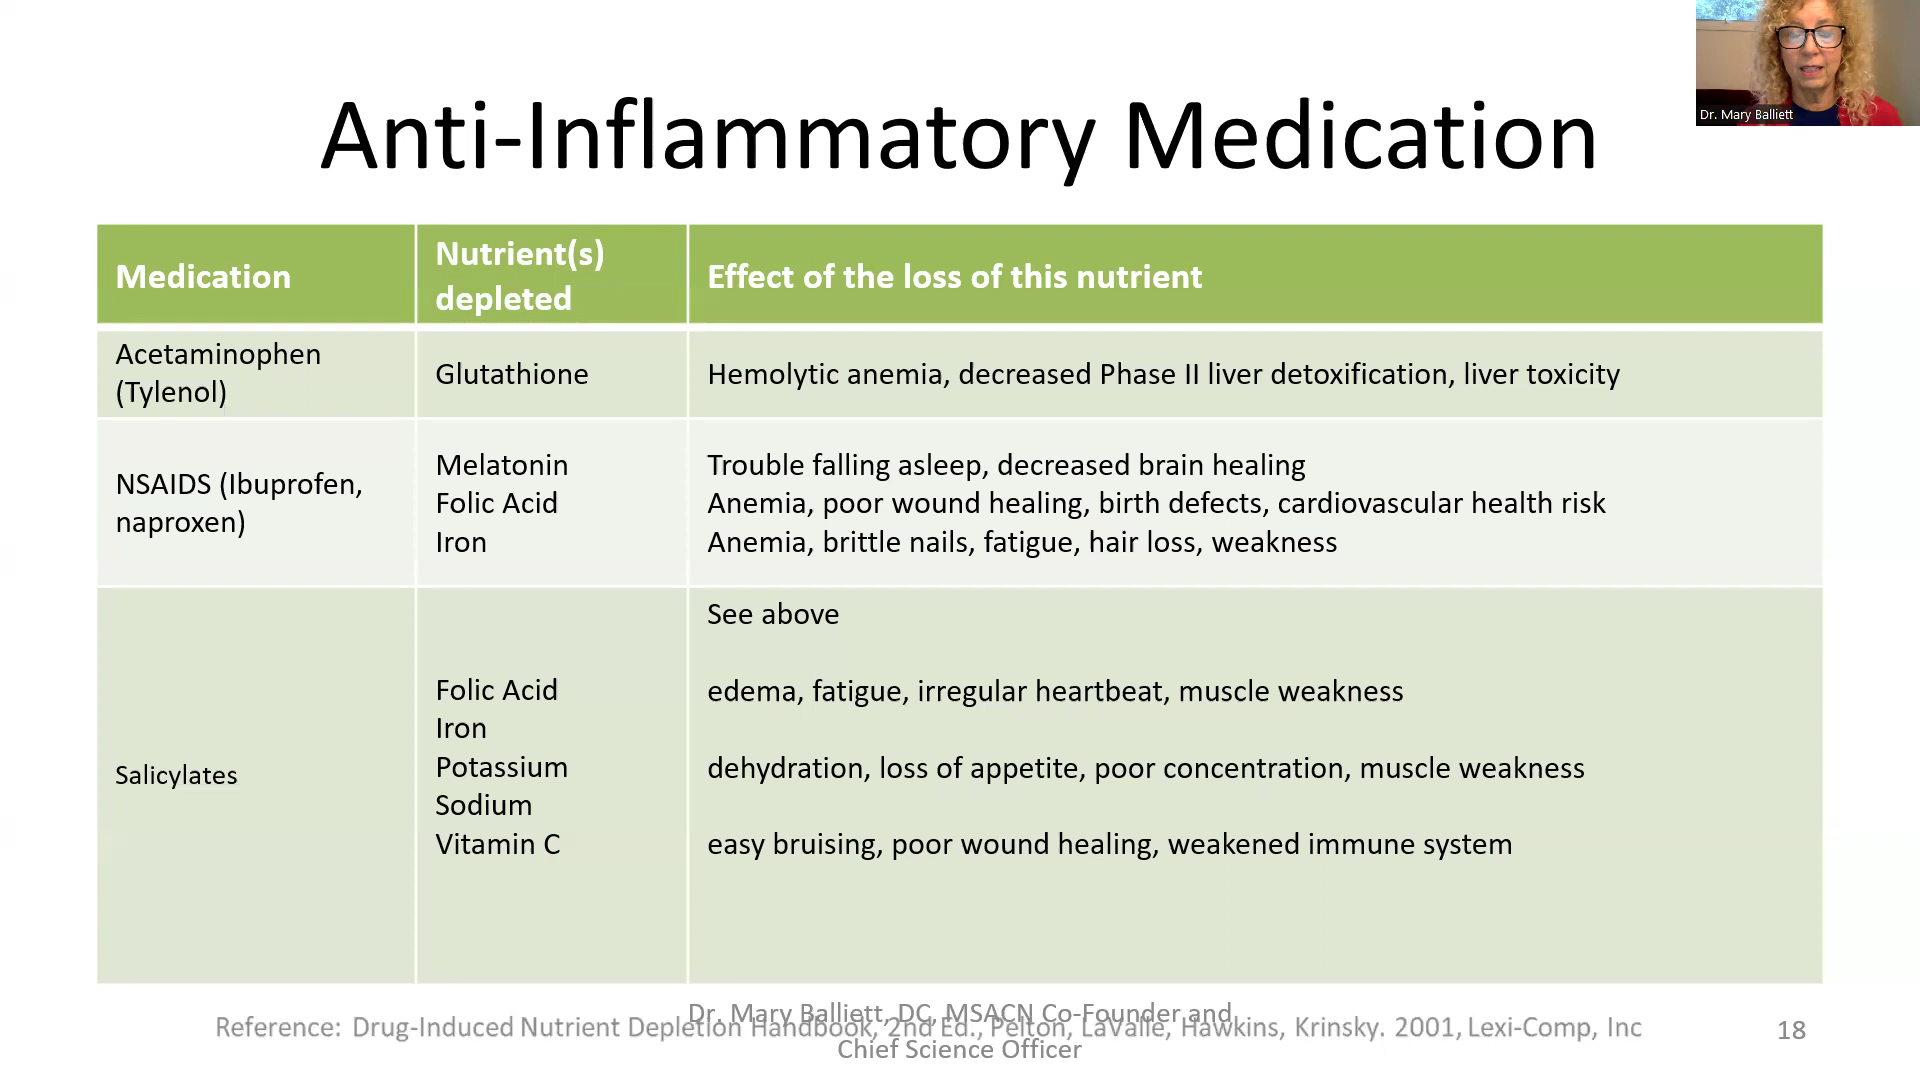 Dr. Mary Balliett
Anti-Inflammatory Medication
Medication
Nutrient(s)
depleted
Effect of the loss of this nutrient
Acetaminophen
(Tylenol)
Glutathione
Hemolytic anemia, decreased Phase II liver detoxification, liver toxicity
NSAIDS (Ibuprofen,
naproxen)
Melatonin
Folic Acid
Iron
Trouble falling asleep, decreased brain healing
Anemia, poor wound healing, birth defects, cardiovascular health risk
Anemia, brittle nails, fatigue, hair loss, weakness
Salicylates
Folic Acid
Iron
Potassium
Sodium
Vitamin C
See above
edema, fatigue, irregular heartbeat, muscle weakness
dehydration, loss of appetite, poor concentration, muscle weakness
easy bruising, poor wound healing, weakened immune system
Dr. Mary Balliett, DC, MSACN Co-Founder and
Chief Science Officer
Reference: Drug-Induced Nutrient Depletion Handbook, 2nd Ed., Pelton, LaValle, Hawkins, Krinsky. 2001, Lexi-Comp, Inc
18